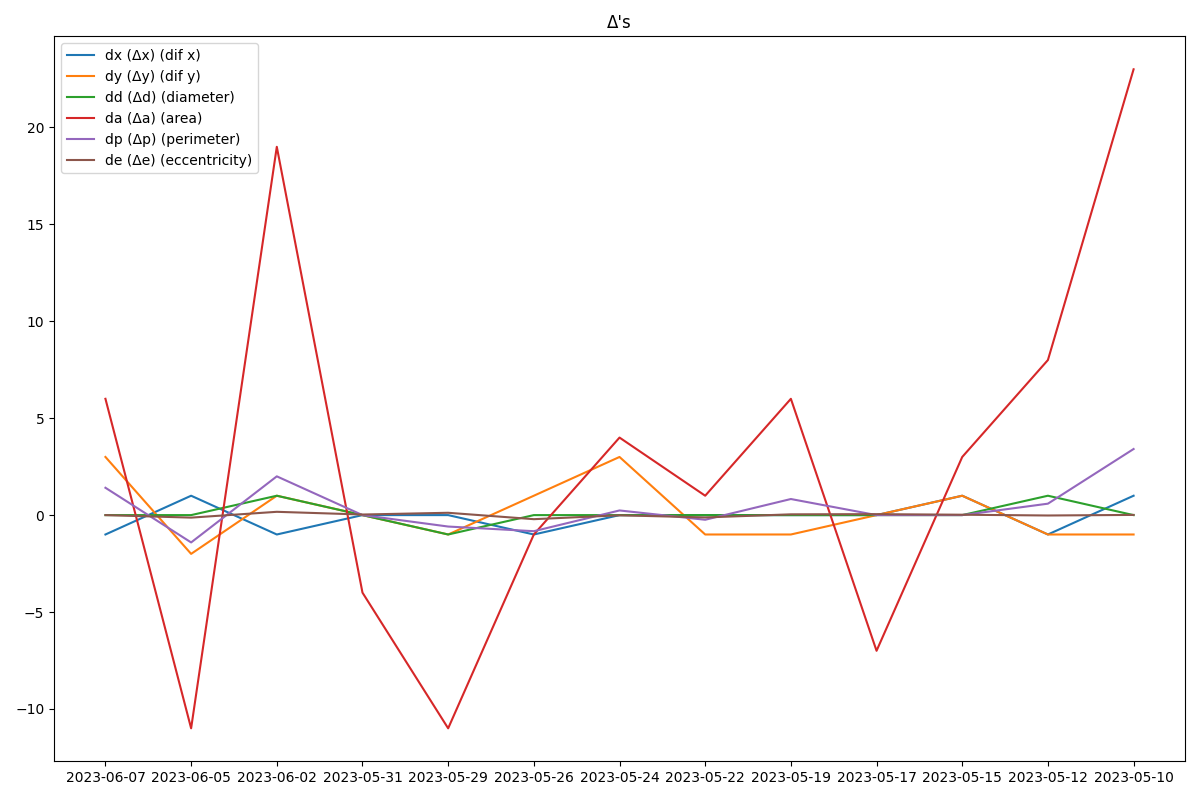 Δ's
dx (Δx) (dif x)
dy (Δy) (dif y)
dd (Δd) (diameter)
da (Δa) (area)
dp (Δp) (perimeter)
de (Δe) (eccentricity)
20
15
10
5
0
−5
−10
2023-06-07 2023-06-05 2023-06-02 2023-05-31 2023-05-29 2023-05-26 2023-05-24 2023-05-22 2023-05-19 2023-05-17 2023-05-15 2023-05-12 2023-05-10